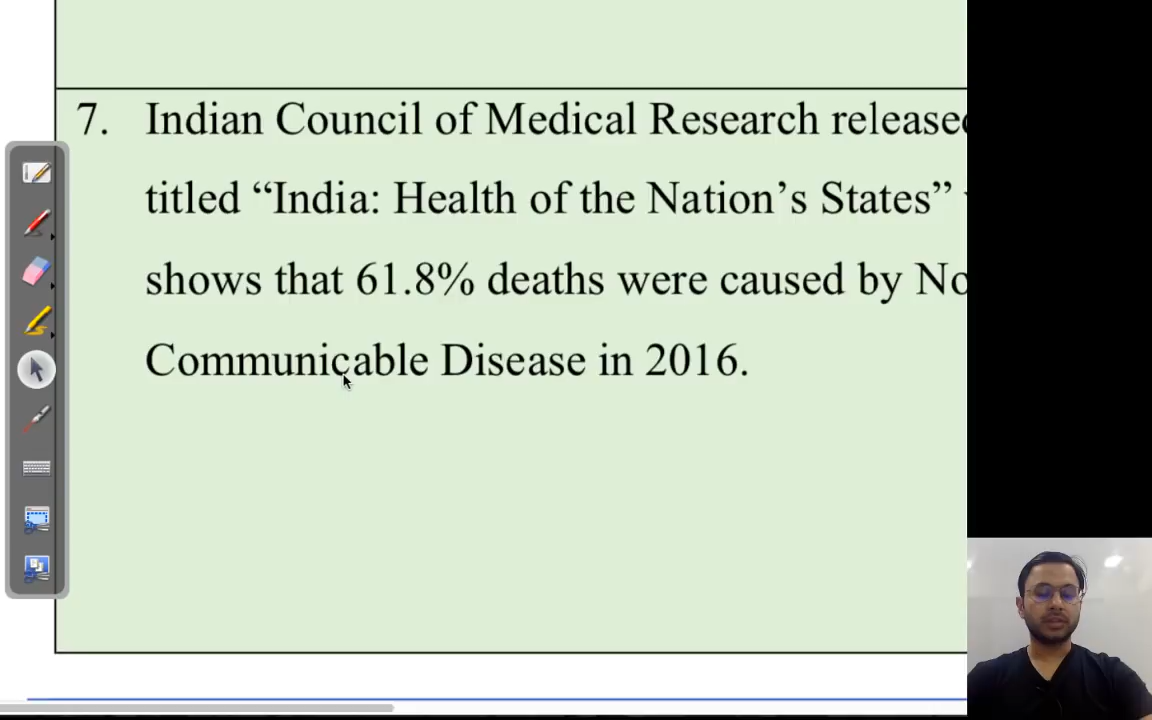 7. Indian Council of Medical Research released
titled “India: Health of the Nation’s States”
shows that 61.8% deaths were caused by No
Communicable Disease in 2016.